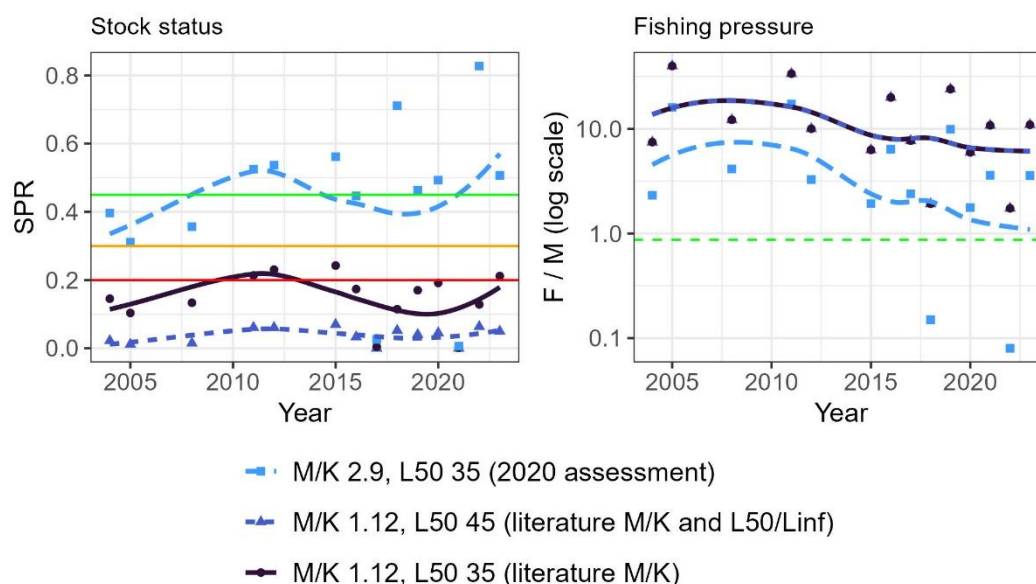 Stock status
Fishing pressure
SPR
0.8
0.6
0.4
0.2
0.0
2005
2010
2015
2020
Year
F / M (log scale)
10.0
1.0
0.1
2005
2010
2015
2020
Year
M/K 2.9, L50 35 (2020 assessment)
M/K 1.12, L50 45 (literature M/K and L50/Linf)
M/K 1.12, L50 35 (literature M/K)